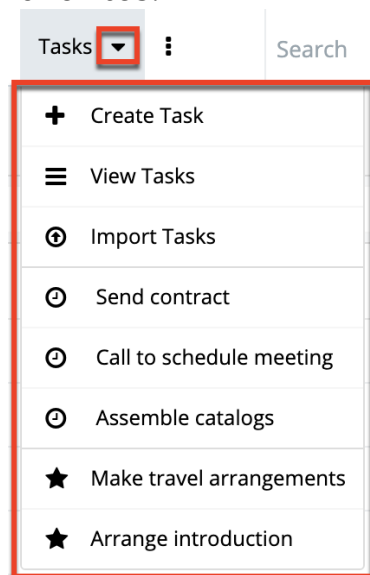 Tasks
Search
Create Task
View Tasks
Import Tasks
Send contract
Call to schedule meeting
Assemble catalogs
Make travel arrangements
Arrange introduction